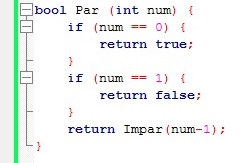 bool Par (int num) {
if (num == 0) {
return true;
}
if (num == 1) {
return false;
}
return Impar(num-1);
}